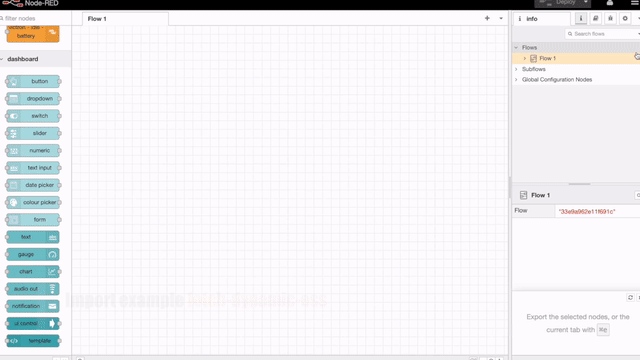 Node-RED
Deploy
filter nodes
Flow 1
info
battery
Search flows
dashboard
Flows
Flow 1
Subflows
Global Configuration Nodes
button
dropdown
switch
slider
numeric
text input
date picker
colour picker
form
text
abc
gauge
chart
audio out
notification
ui control
template
Flow 1
Flow "33e9a962e11f691c"
import example
Export the selected nodes, or the
current tab with ⌘e